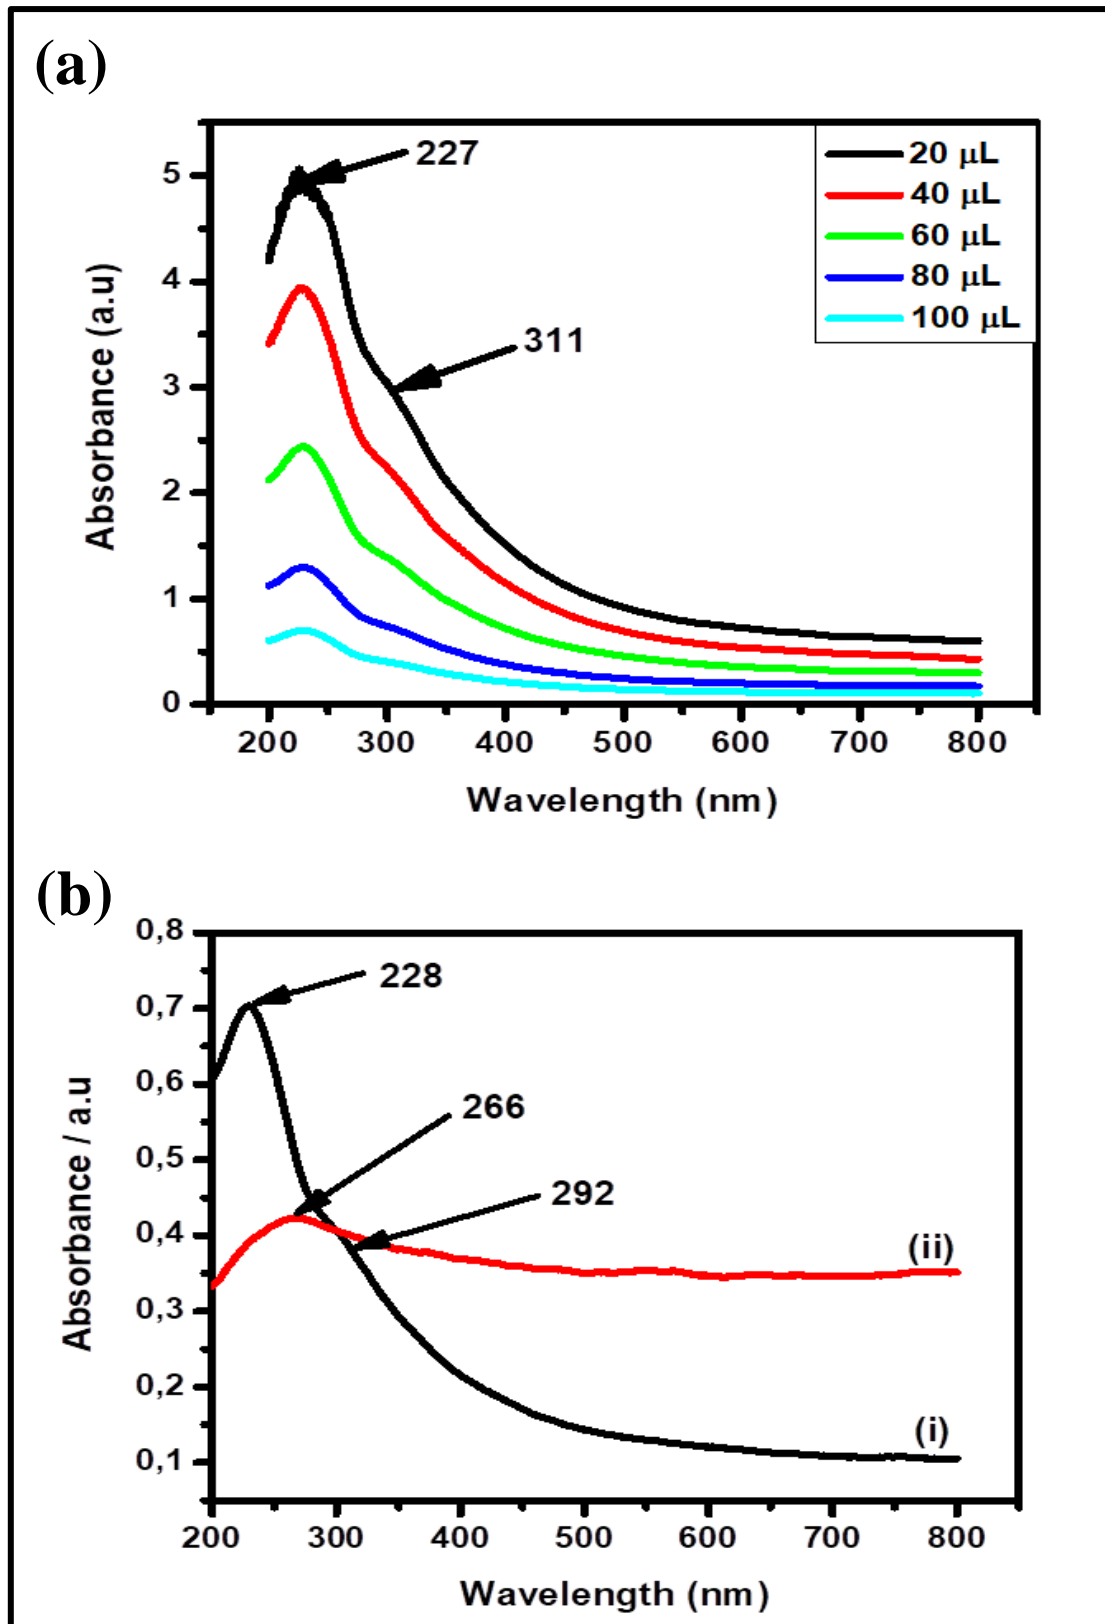 (a)
227
311
20 μL
40 μL
60 μL
80 μL
100 μL
5
4
3
2
1
0
200 300 400 500 600 700 800
Absorbance (a.u)
Wavelength (nm)
(b)
228
266
292
(ii)
(i)
0,8
0,7
0,6
0,5
0,4
0,3
0,2
0,1
200 300 400 500 600 700 800
Absorbance / a.u
Wavelength (nm)